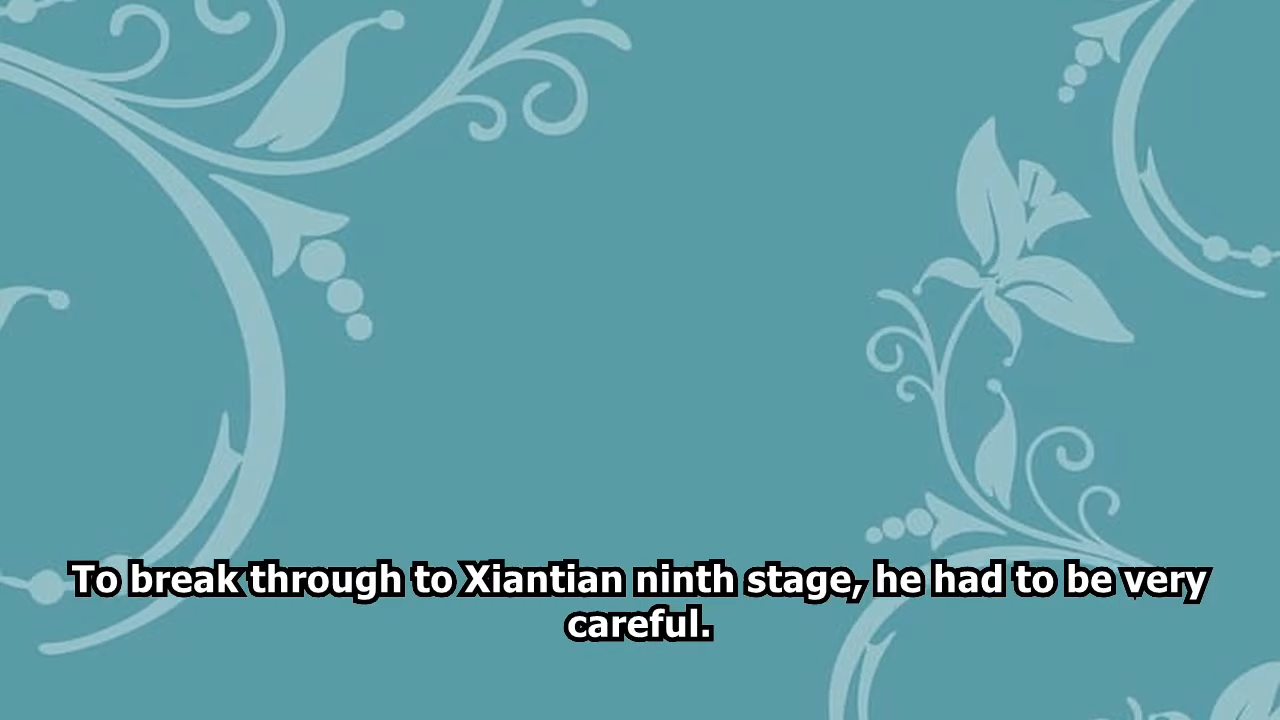 To break through to Xiantian ninth stage, he had to be very
careful.